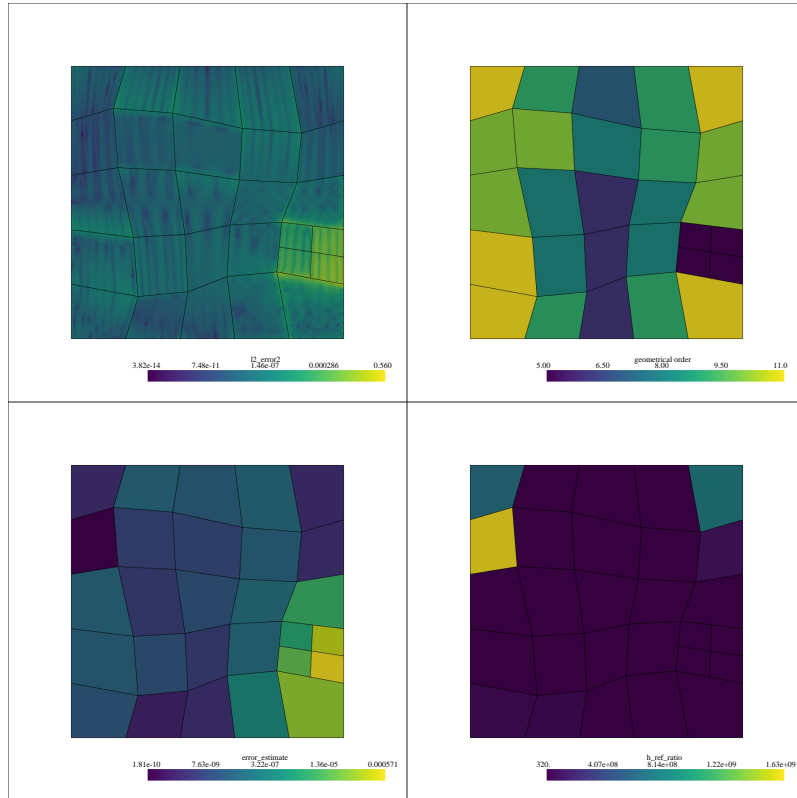 l2_error2
3.82e-14 7.48e-11 1.46e-07 0.000286 0.560
geometrical order
5.00 6.50 8.00 9.50 11.0
error_estimate
1.81e-10 7.63e-09 3.22e-07 1.36e-05 0.000571
h_ref_ratio
320. 4.07e+08 8.14e+08 1.22e+09 1.63e+09